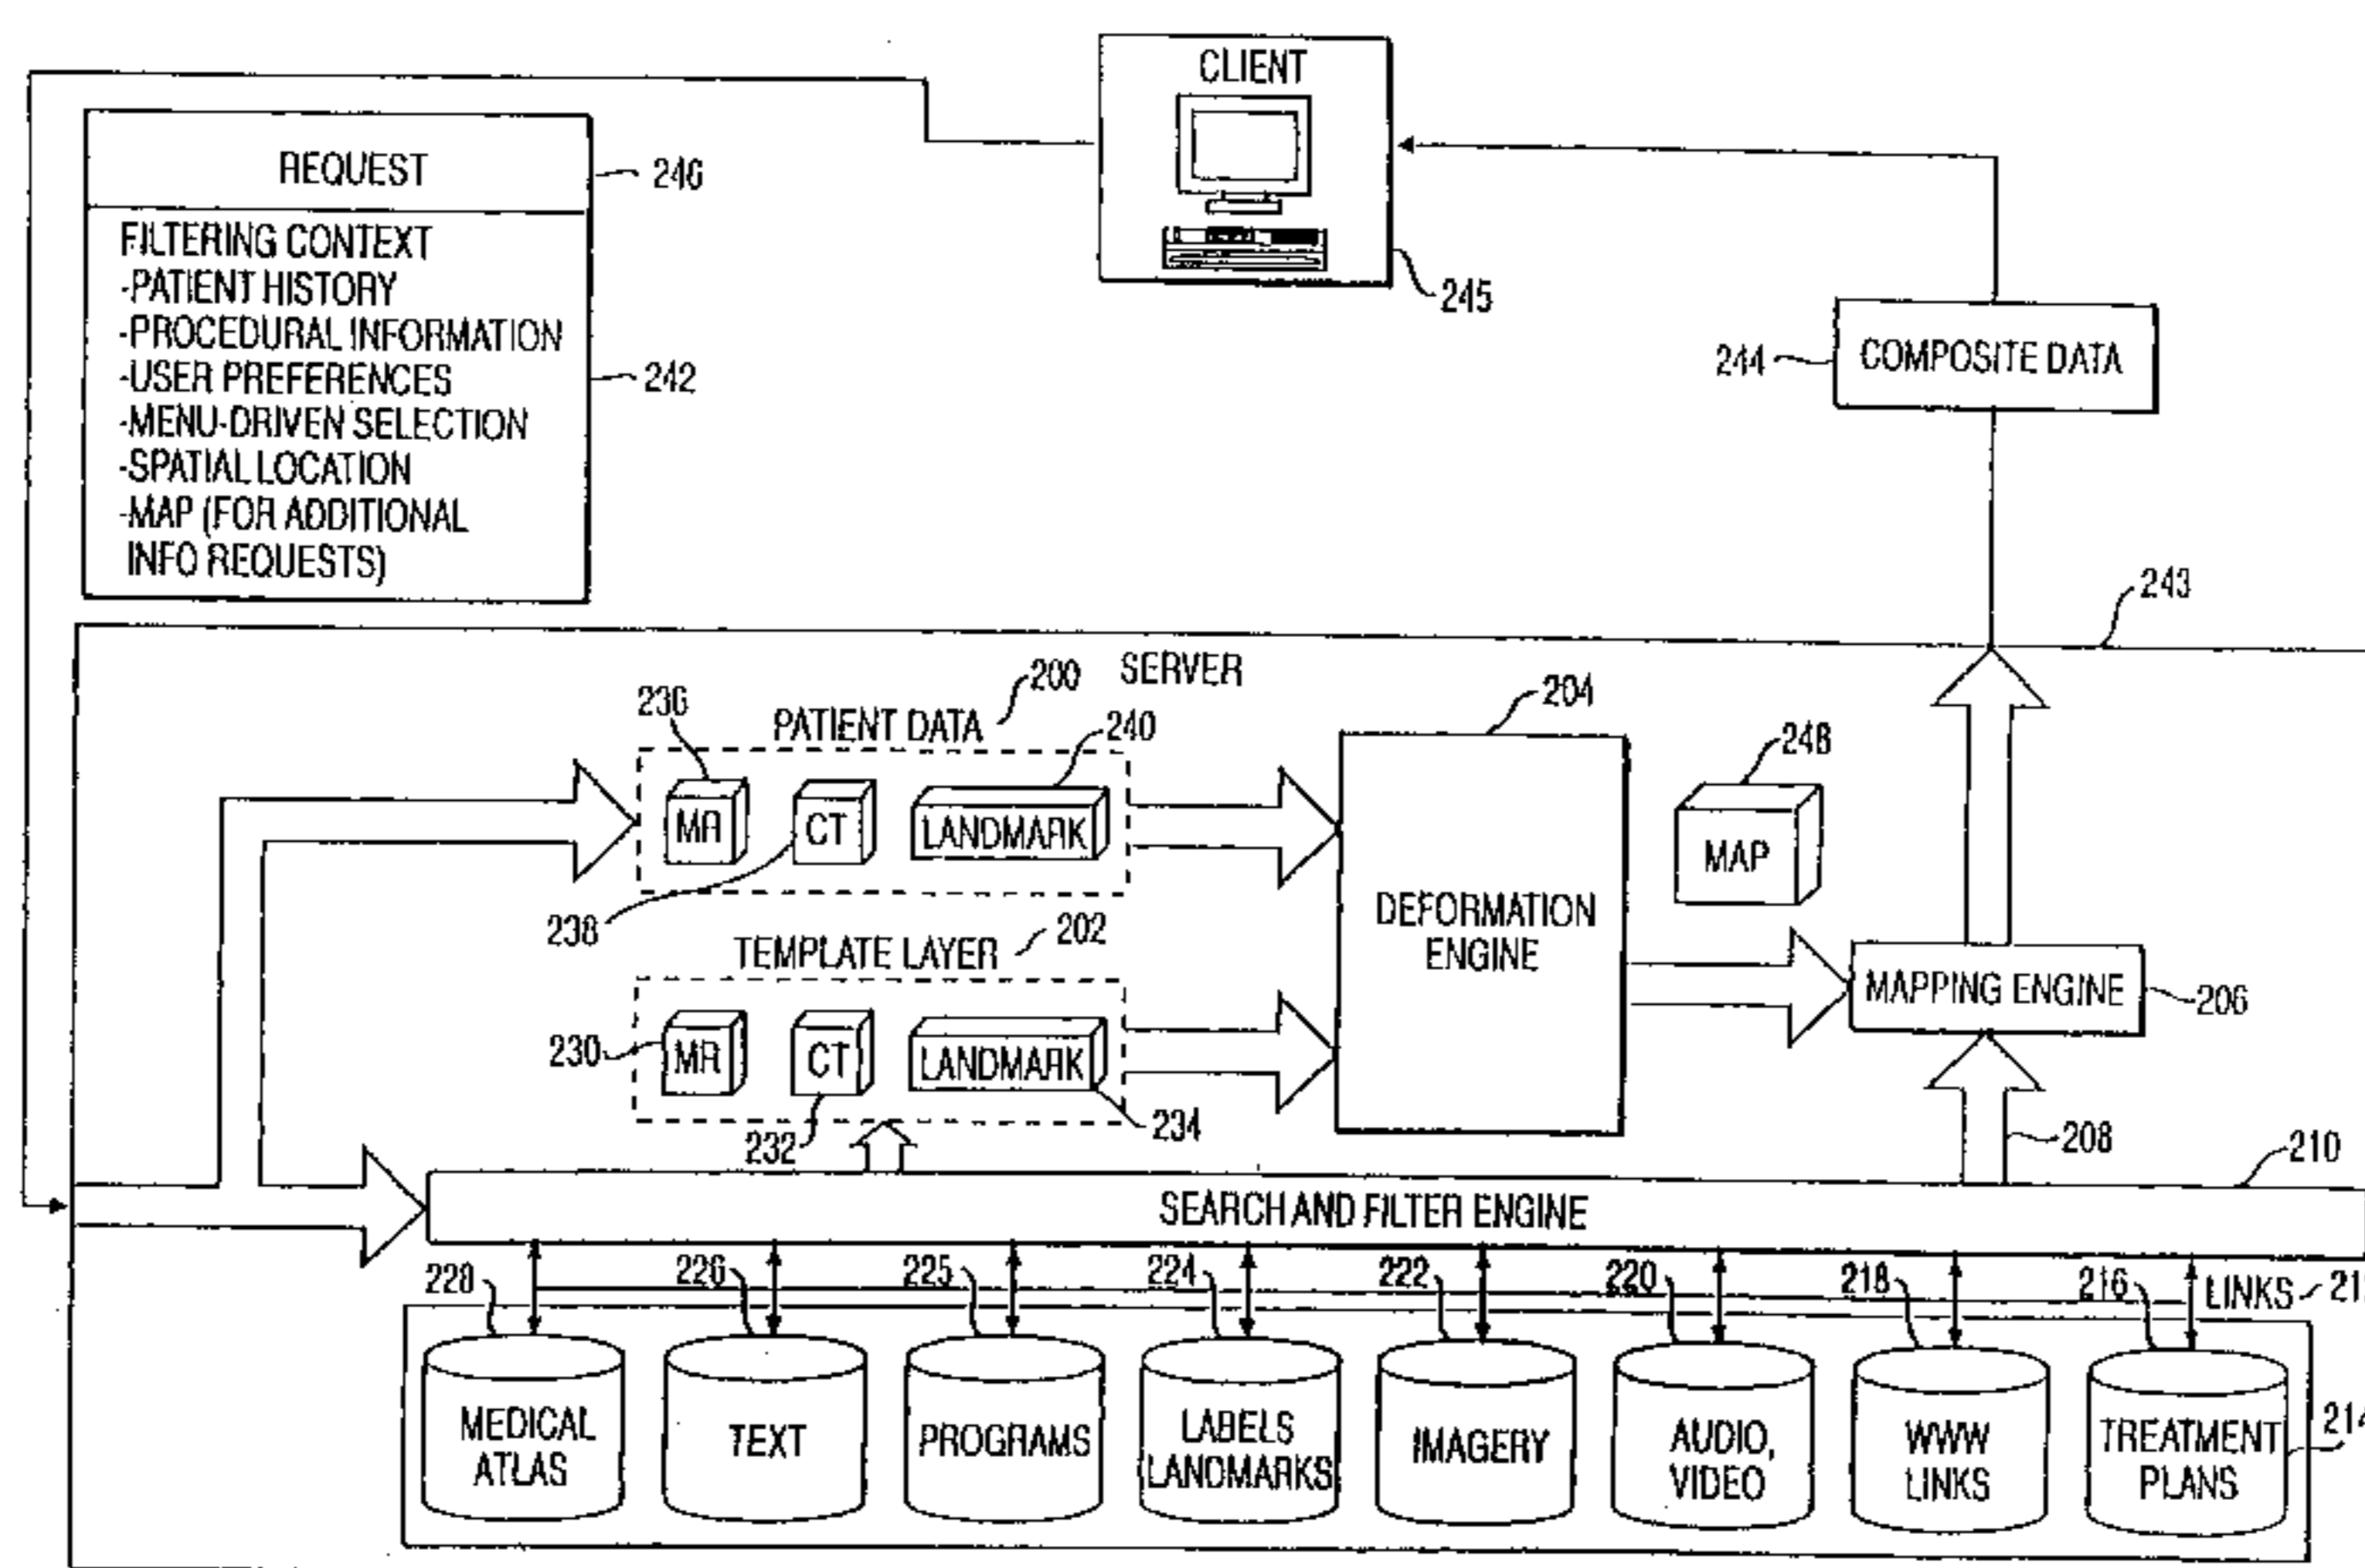 CLIENT
REQUEST
246
FILTERING CONTEXT
-PATIENT HISTORY
-PROCEDURAL INFORMATION
-USER PREFERENCES
-MENU-DRIVEN SELECTION
-SPATIAL LOCATION
-MAP (FOR ADDITIONAL
INFO REQUESTS)
242
245
244
COMPOSITE DATA
243
SERVER
200
PATIENT DATA
236
240
MR
CT
LANDMARK
238
TEMPLATE LAYER
202
230
MR
CT
LANDMARK
232
234
204
DEFORMATION
ENGINE
248
MAP
MAPPING ENGINE
206
208
210
SEARCH AND FILTER ENGINE
228
226
225
224
222
220
218
216
LINKS
MEDICAL
ATLAS
TEXT
PROGRAMS
LABELS
LANDMARKS
IMAGERY
AUDIO,
VIDEO
WWW
LINKS
TREATMENT
PLANS
214